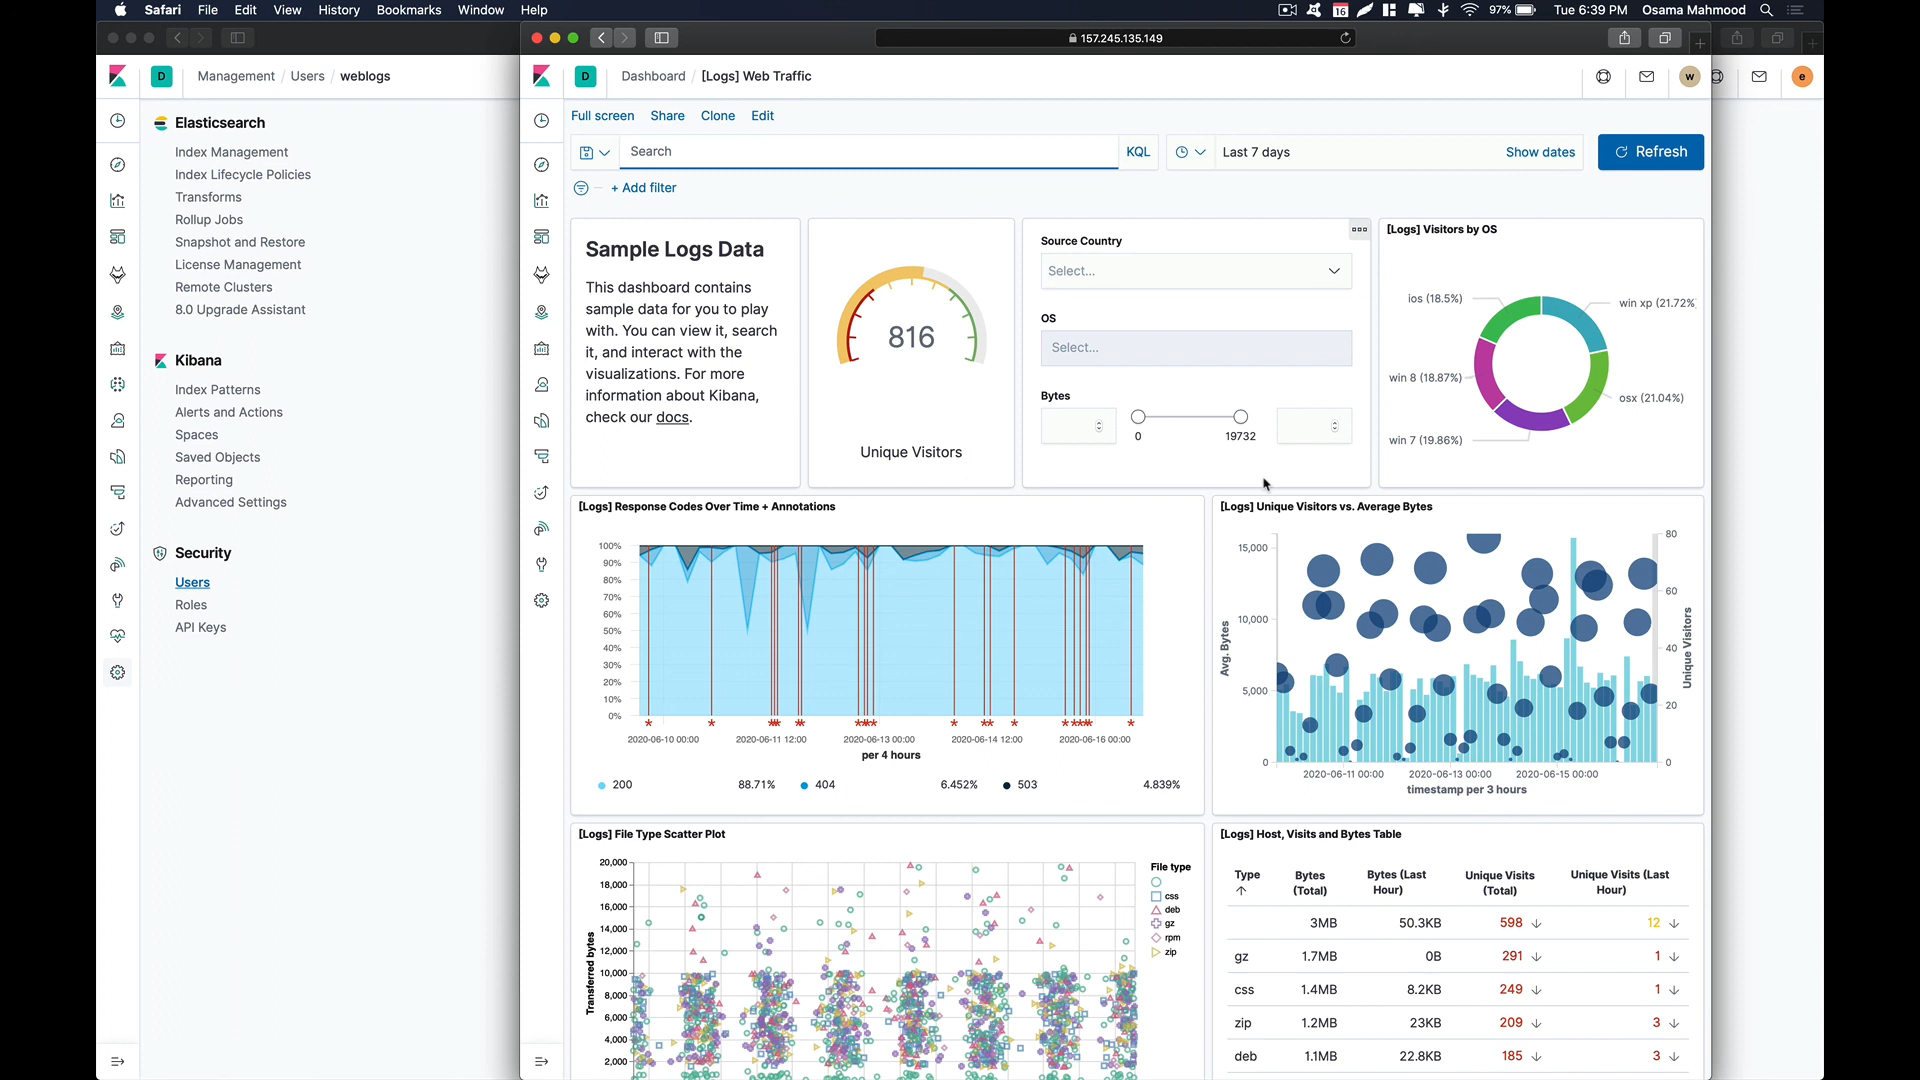 Safari File Edit View History Bookmarks Window Help
16 97% Tue 6:39 PM Osama Mahmood
157.245.135.149
D Management / Users / weblogs
D Dashboard / [Logs] Web Traffic
w e
Elasticsearch
Index Management
Index Lifecycle Policies
Transforms
Rollup Jobs
Snapshot and Restore
License Management
Remote Clusters
8.0 Upgrade Assistant
Kibana
Index Patterns
Alerts and Actions
Spaces
Saved Objects
Reporting
Advanced Settings
Security
Users
Roles
API Keys
Full screen Share Clone Edit
Search KQL Last 7 days Show dates Refresh
+ Add filter
Sample Logs Data
This dashboard contains
sample data for you to play
with. You can view it, search
it, and interact with the
visualizations. For more
information about Kibana,
check our docs.
816
Unique Visitors
Source Country
Select...
OS
Select...
Bytes
0 19732
[Logs] Visitors by OS
ios (18.5%)
win xp (21.72%
win 8 (18.87%)
osx (21.04%)
win 7 (19.86%)
[Logs] Response Codes Over Time + Annotations
100%
90%
80%
70%
60%
50%
40%
30%
20%
10%
0%
2020-06-10 00:00 2020-06-11 12:00 2020-06-13 00:00 2020-06-14 12:00 2020-06-16 00:00
per 4 hours
200 88.71% 404 6.452% 503 4.839%
[Logs] Unique Visitors vs. Average Bytes
15,000
10,000
5,000
0
Avg. Bytes
80
60
40
20
0
Unique Visitors
2020-06-11 00:00 2020-06-13 00:00 2020-06-15 00:00
timestamp per 3 hours
[Logs] File Type Scatter Plot
20,000
18,000
16,000
14,000
12,000
10,000
8,000
6,000
4,000
2,000
Transferred bytes
File type
css
deb
gz
rpm
zip
[Logs] Host, Visits and Bytes Table
Type Bytes (Total) Bytes (Last Hour) Unique Visits (Total) Unique Visits (Last Hour)
3MB 50.3KB 598 12
gz 1.7MB 0B 291 1
css 1.4MB 8.2KB 249 1
zip 1.2MB 23KB 209 3
deb 1.1MB 22.8KB 185 3